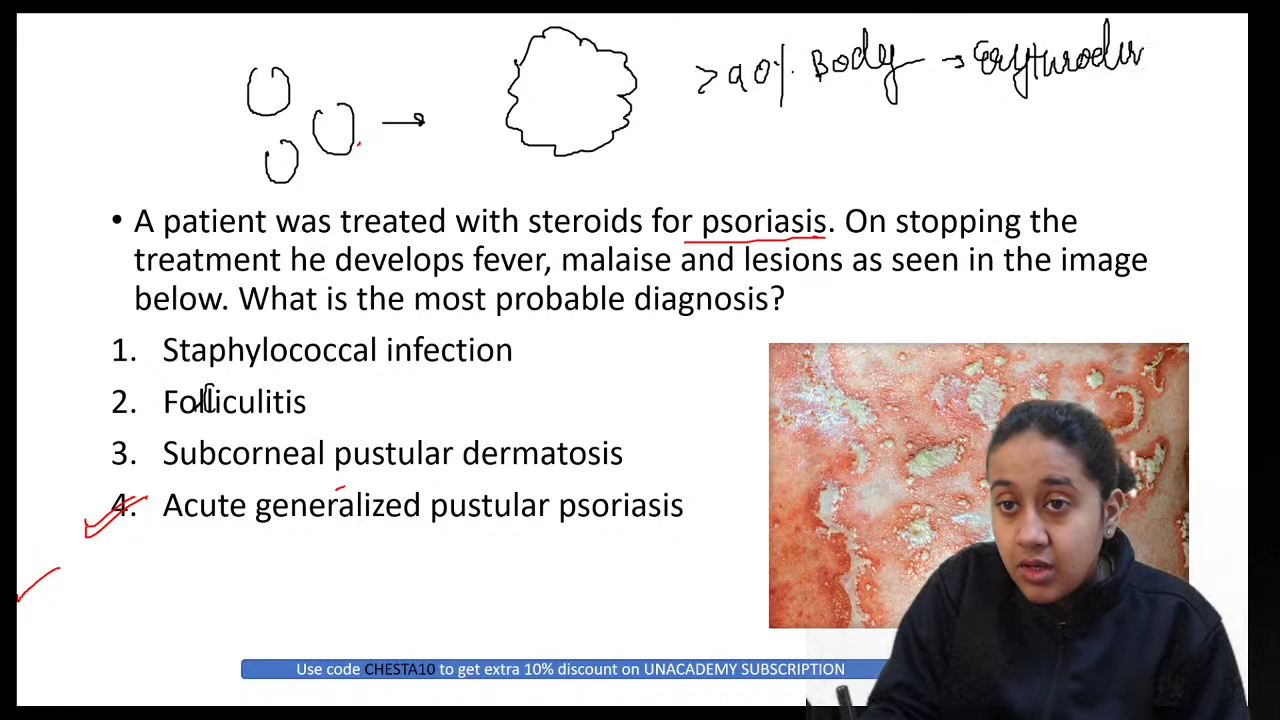 >90% Body → Erythroder
• A patient was treated with steroids for psoriasis. On stopping the
treatment he develops fever, malaise and lesions as seen in the image
below. What is the most probable diagnosis?
1. Staphylococcal infection
2. Folliculitis
3. Subcorneal pustular dermatosis
4. Acute generalized pustular psoriasis
Use code CHESTA10 to get extra 10% discount on UNACADEMY SUBSCRIPTION